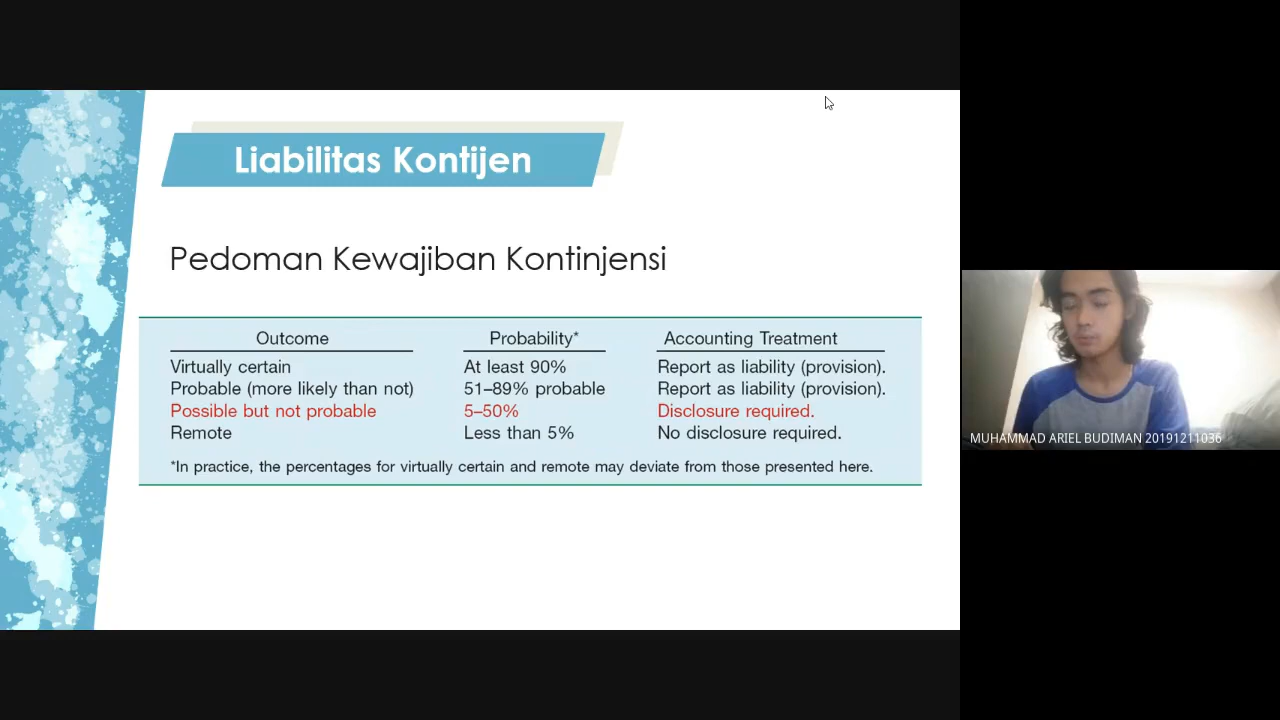 Liabilitas Kontijen
Pedoman Kewajiban Kontinjensi
Outcome Probability* Accounting Treatment
Virtually certain At least 90% Report as liability (provision).
Probable (more likely than not) 51–89% probable Report as liability (provision).
Possible but not probable 5–50% Disclosure required.
Remote Less than 5% No disclosure required.
*In practice, the percentages for virtually certain and remote may deviate from those presented here.
MUHAMMAD ARIEL BUDIMAN 20191211036